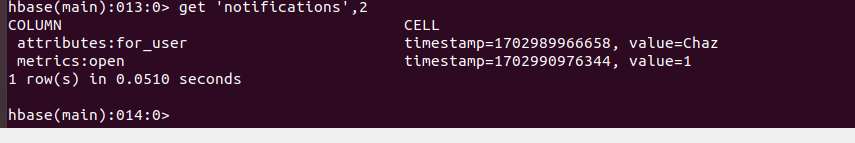 hbase(main):013:0> get 'notifications',2
COLUMN CELL
attributes:for_user timestamp=1702989966658, value=Chaz
metrics:open timestamp=1702990976344, value=1
1 row(s) in 0.0510 seconds
hbase(main):014:0>